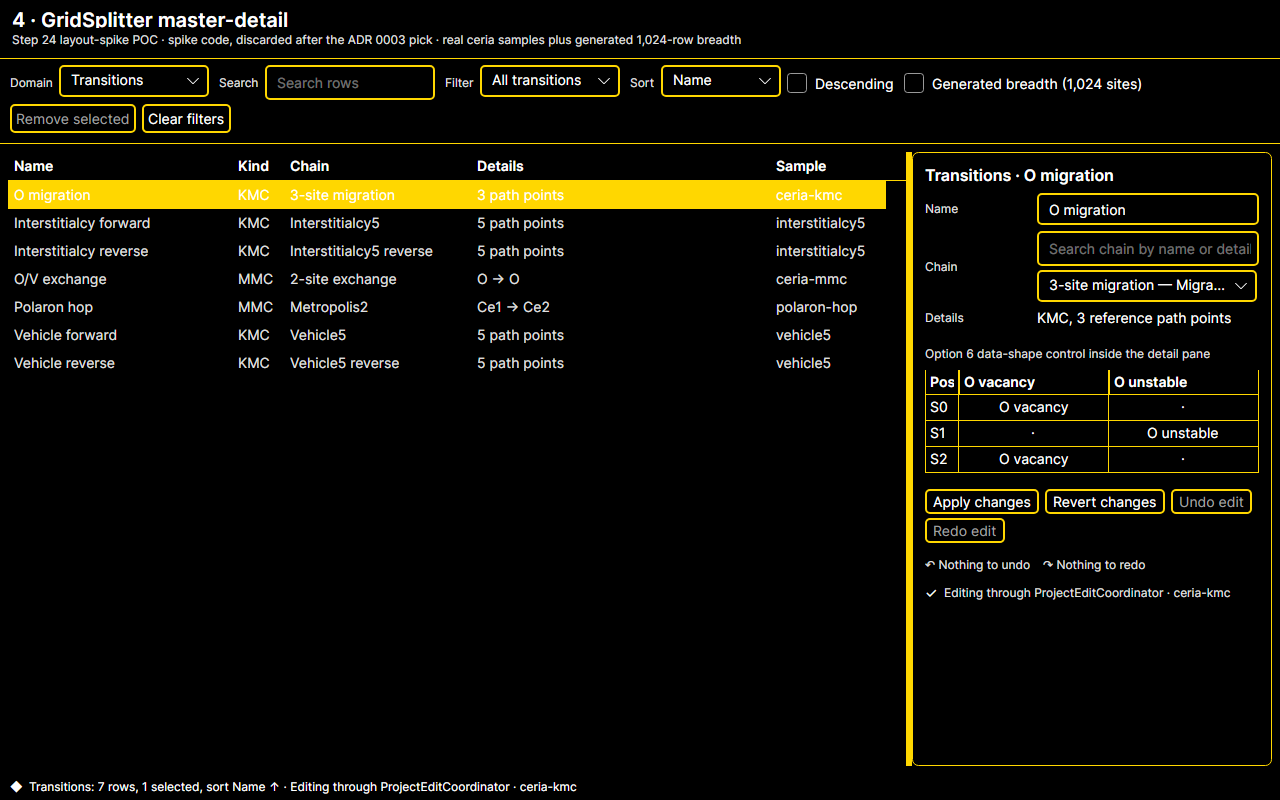 4 · GridSplitter master-detail
Step 24 layout-spike POC · spike code, discarded after the ADR 0003 pick · real ceria samples plus generated 1,024-row breadth
Domain Transitions Search Search rows Filter All transitions Sort Name Descending Generated breadth (1,024 sites)
Remove selected Clear filters
Name Kind Chain Details Sample
O migration KMC 3-site migration 3 path points ceria-kmc
Interstitialcy forward KMC Interstitialcy5 5 path points interstitialcy5
Interstitialcy reverse KMC Interstitialcy5 reverse 5 path points interstitialcy5
O/V exchange MMC 2-site exchange O → O ceria-mmc
Polaron hop MMC Metropolis2 Ce1 → Ce2 polaron-hop
Vehicle forward KMC Vehicle5 5 path points vehicle5
Vehicle reverse KMC Vehicle5 reverse 5 path points vehicle5
Transitions · O migration
Name O migration
Search chain by name or detail
Chain
3-site migration — Migra...
Details KMC, 3 reference path points
Option 6 data-shape control inside the detail pane
Pos O vacancy O unstable
S0 O vacancy ·
S1 · O unstable
S2 O vacancy ·
Apply changes Revert changes Undo edit
Redo edit
↶ Nothing to undo ↷ Nothing to redo
✓ Editing through ProjectEditCoordinator · ceria-kmc
◆ Transitions: 7 rows, 1 selected, sort Name ↑ · Editing through ProjectEditCoordinator · ceria-kmc